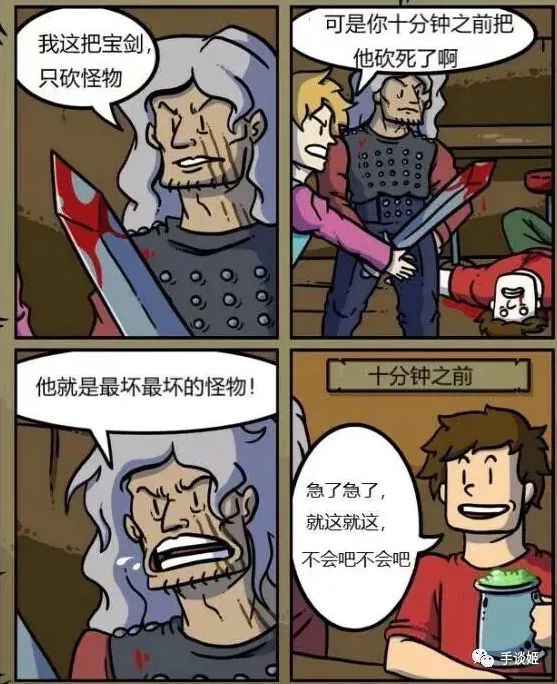 我这把宝剑，
只砍怪物
可是你十分钟之前把
他砍死了啊
他就是最坏最坏的怪物！
十分钟之前
急了急了，
就这就这，
不会吧不会吧
手谈姬